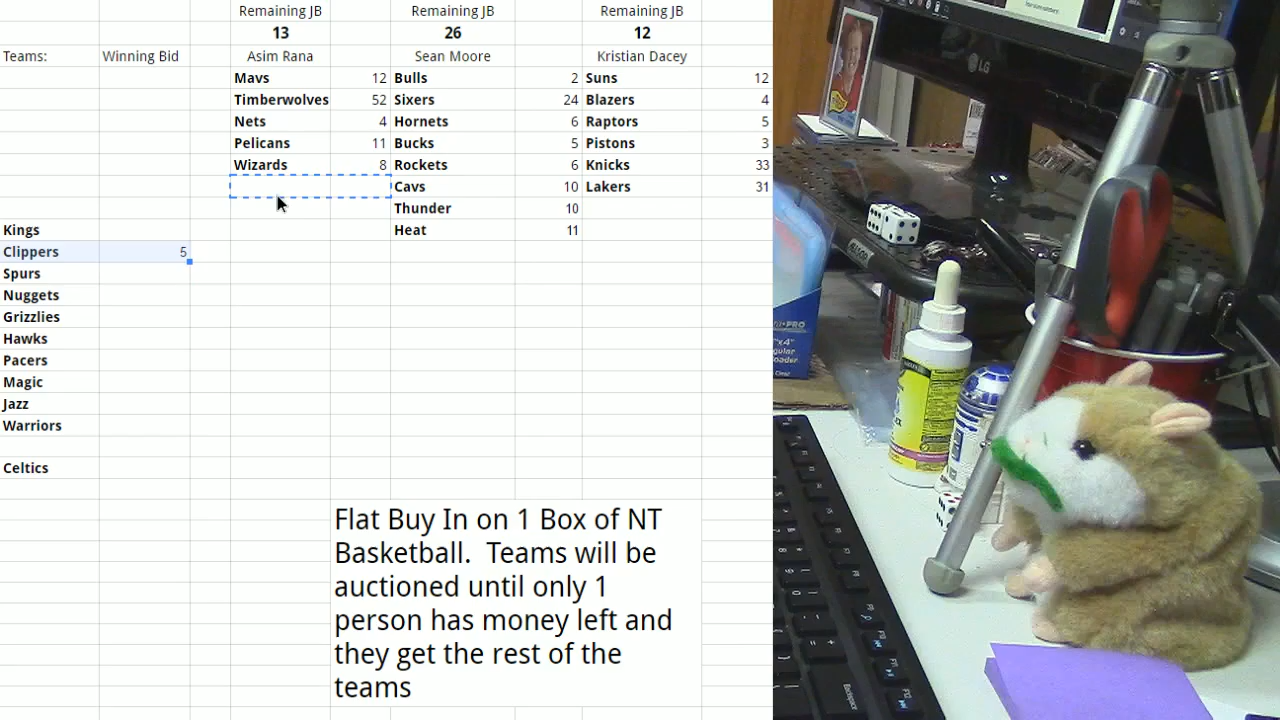 Remaining JB Remaining JB Remaining JB
13 26 12
Teams: Winning Bid Asim Rana Sean Moore Kristian Dacey
Mavs 12 Bulls 2 Suns 12
Timberwolves 52 Sixers 24 Blazers 4
Nets 4 Hornets 6 Raptors 5
Pelicans 11 Bucks 5 Pistons 3
Wizards 8 Rockets 6 Knicks 33
Cavs 10 Lakers 31
Thunder 10
Kings Heat 11
Clippers 5
Spurs
Nuggets
Grizzlies
Hawks
Pacers
Magic
Jazz
Warriors
Celtics
Flat Buy In on 1 Box of NT
Basketball. Teams will be
auctioned until only 1
person has money left and
they get the rest of the
teams
LG
Backspace